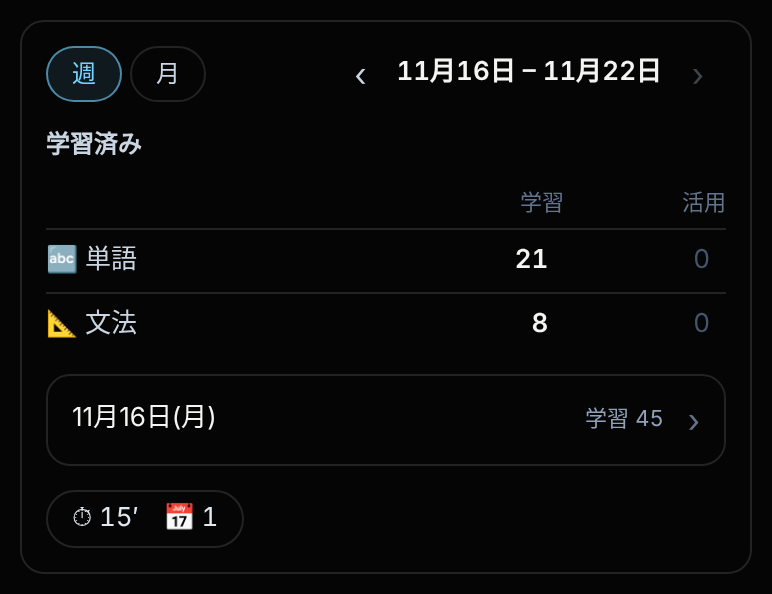 週 月 ‹ 11月16日 – 11月22日 ›
学習済み
学習 活用
🔤 単語 21 0
📐 文法 8 0
11月16日(月) 学習 45 ›
⏱ 15′ 📅 1